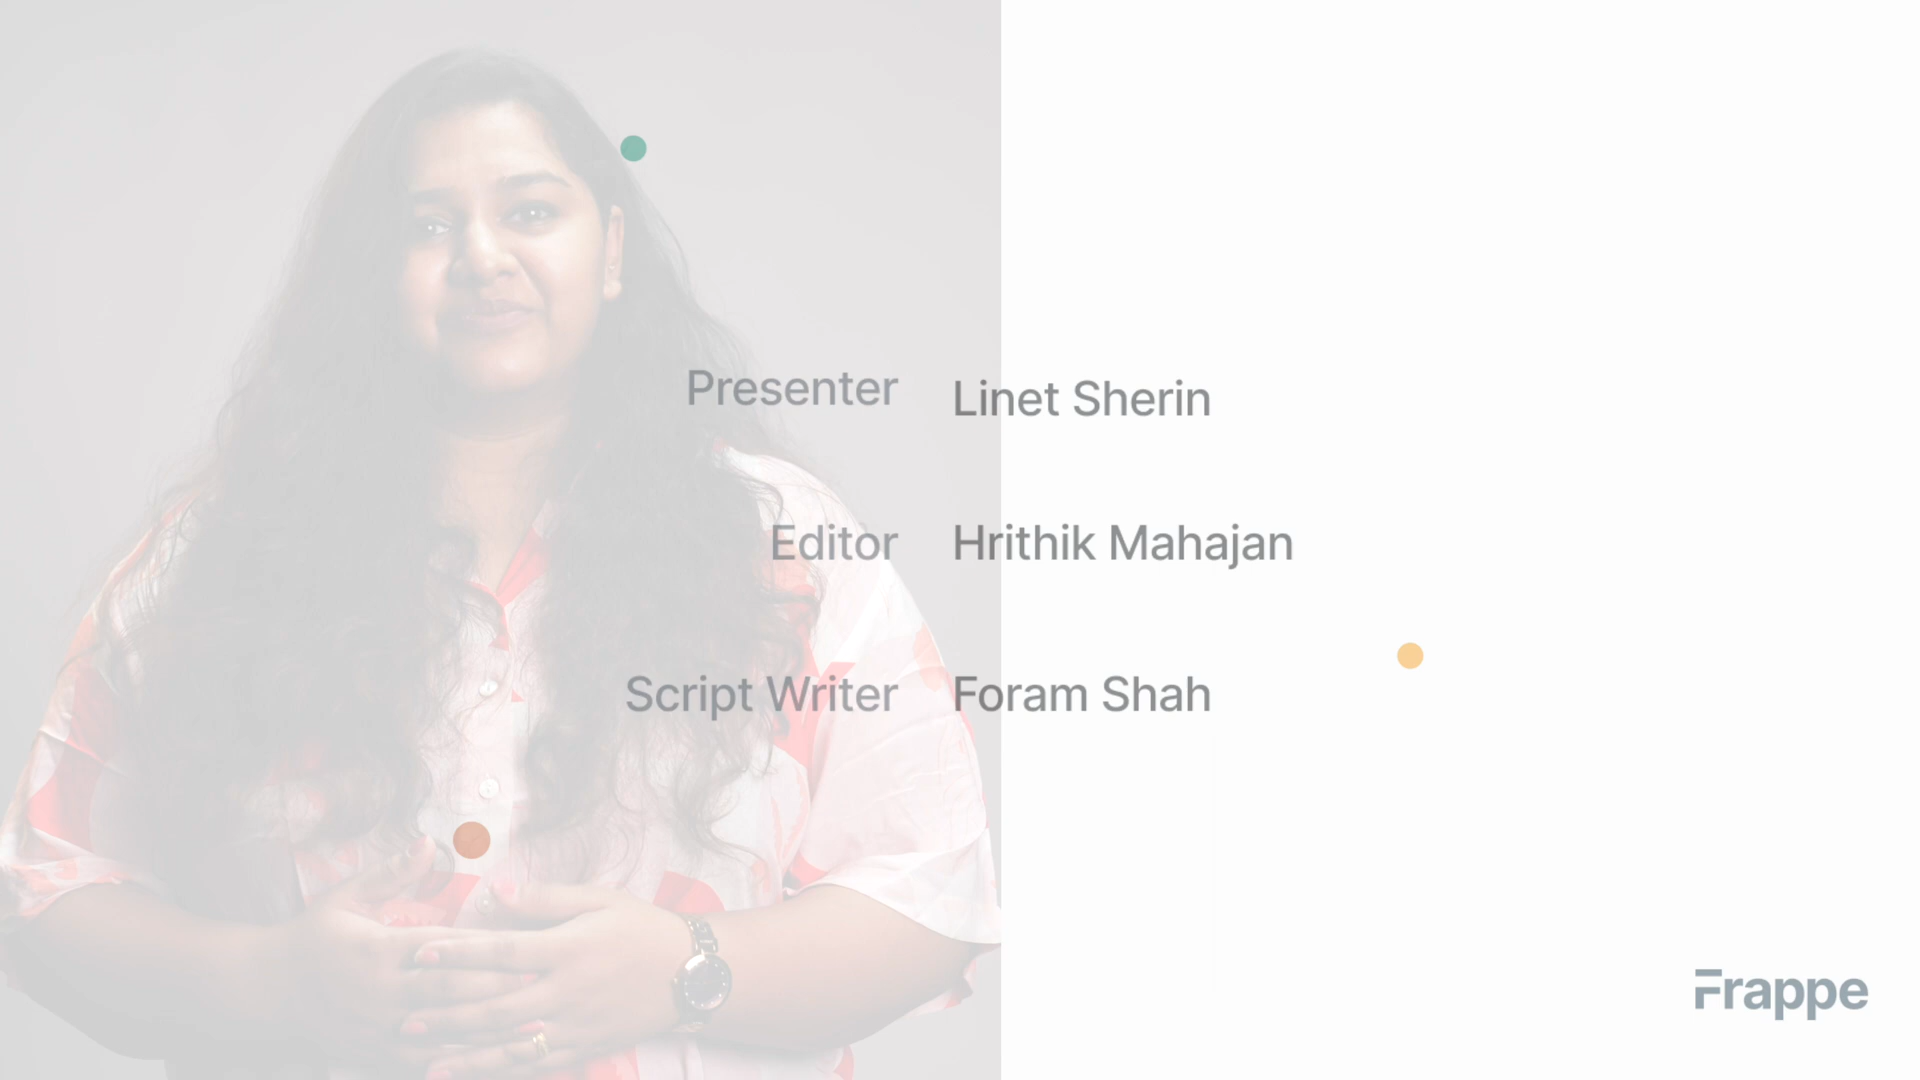 Presenter Linet Sherin
Editor Hrithik Mahajan
Script Writer Foram Shah
Frappe